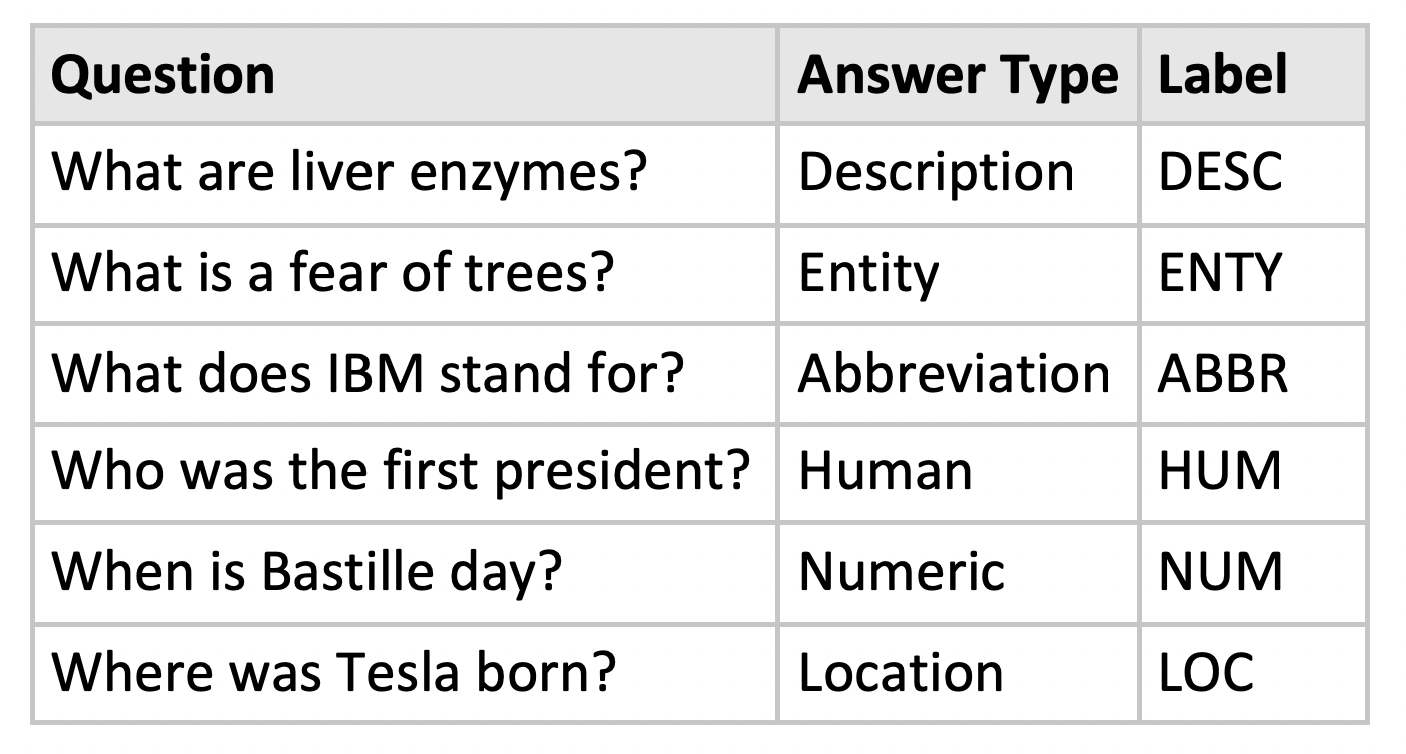 Question Answer Type Label
What are liver enzymes? Description DESC
What is a fear of trees? Entity ENTY
What does IBM stand for? Abbreviation ABBR
Who was the first president? Human HUM
When is Bastille day? Numeric NUM
Where was Tesla born? Location LOC